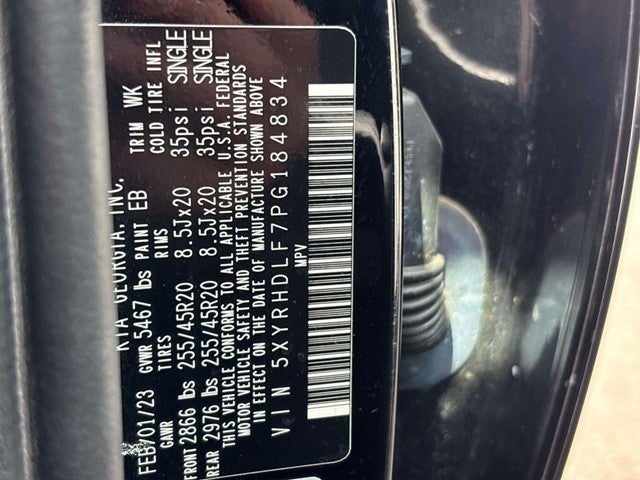 FEB/01/23 KIA GEORGIA, INC.
GVWR 5467 lbs PAINT EB TRIM WK
GAWR TIRES RIMS COLD TIRE INFL
FRONT 2866 lbs 255/45R20 8.5Jx20 35psi SINGLE
REAR 2976 lbs 255/45R20 8.5Jx20 35psi SINGLE
THIS VEHICLE CONFORMS TO ALL APPLICABLE U.S.A. FEDERAL
MOTOR VEHICLE SAFETY AND THEFT PREVENTION STANDARDS
IN EFFECT ON THE DATE OF MANUFACTURE SHOWN ABOVE
VIN 5XYRHDLF7PG184834
MPV